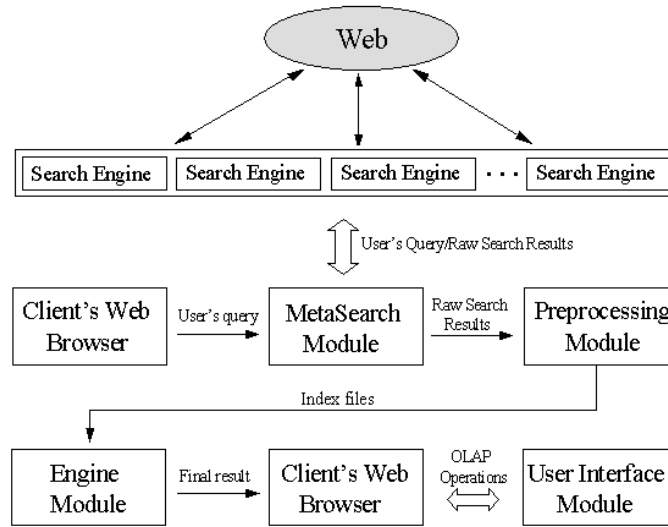 Web
Search Engine
Search Engine
Search Engine
. . .
Search Engine
User's Query/Raw Search Results
Client's Web
Browser
User's query
MetaSearch
Module
Raw Search
Results
Preprocessing
Module
Index files
Engine
Module
Final result
Client's Web
Browser
OLAP
Operations
User Interface
Module